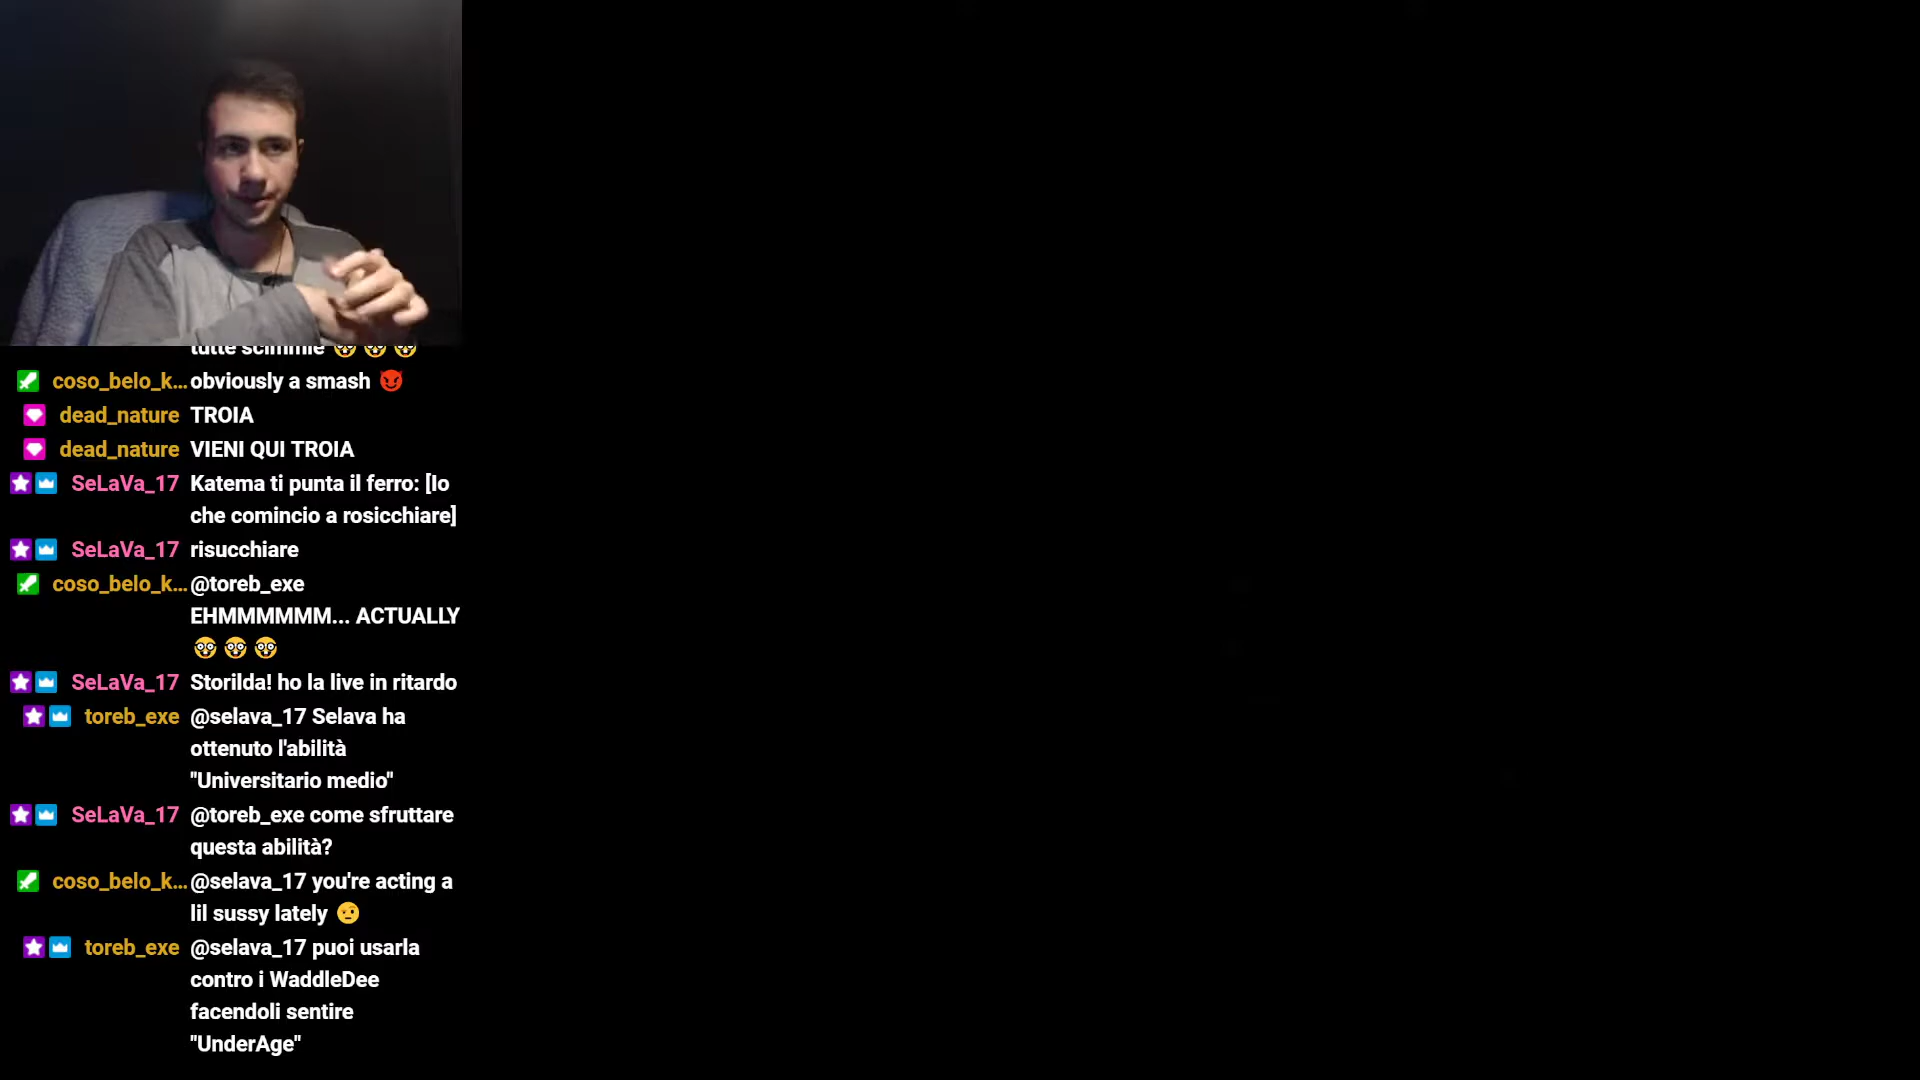 tutte scimmie
coso_belo_k... obviously a smash
dead_nature TROIA
dead_nature VIENI QUI TROIA
SeLaVa_17 Katema ti punta il ferro: [Io
che comincio a rosicchiare]
SeLaVa_17 risucchiare
coso_belo_k... @toreb_exe
EHMMMMMM... ACTUALLY
SeLaVa_17 Storilda! ho la live in ritardo
toreb_exe @selava_17 Selava ha
ottenuto l'abilità
"Universitario medio"
SeLaVa_17 @toreb_exe come sfruttare
questa abilità?
coso_belo_k... @selava_17 you're acting a
lil sussy lately
toreb_exe @selava_17 puoi usarla
contro i WaddleDee
facendoli sentire
"UnderAge"